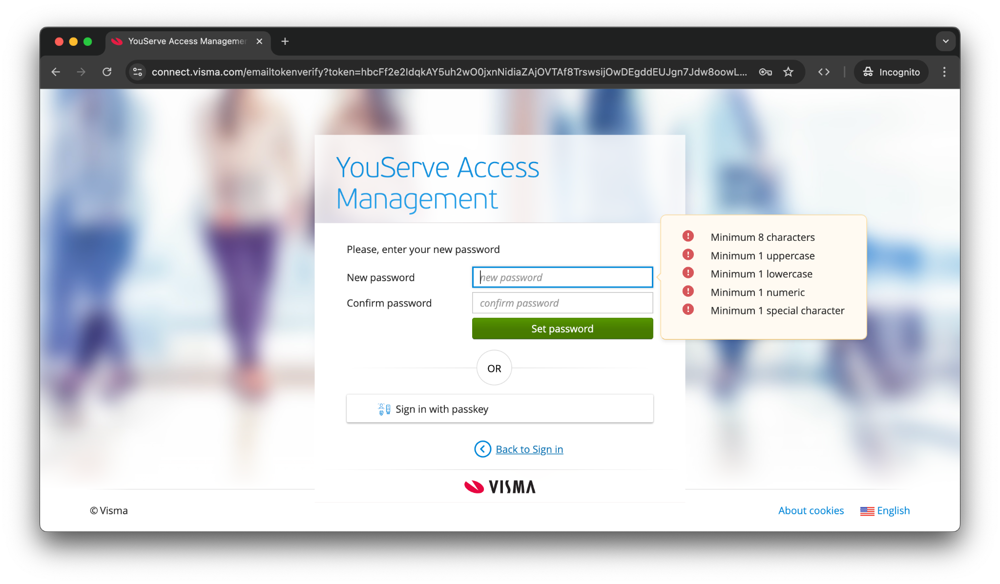 YouServe Access Managemer
connect.visma.com/emailtokenverify?token=hbcFf2e2IdqkAY5uh2wO0jxnNidiaZAjOVTAf8TrswsijOwDEgddEUJgn7Jdw8oowL...
Incognito
YouServe Access
Management
Please, enter your new password
New password
new password
Confirm password
confirm password
Set password
Minimum 8 characters
Minimum 1 uppercase
Minimum 1 lowercase
Minimum 1 numeric
Minimum 1 special character
OR
Sign in with passkey
Back to Sign in
VISMA
© Visma
About cookies
English